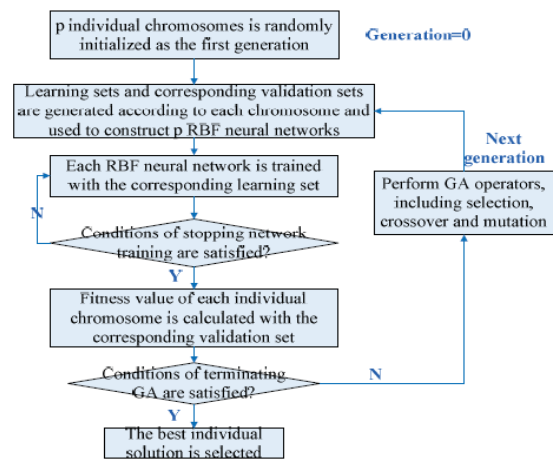 p individual chromosomes is randomly
initialized as the first generation
Generation=0
Learning sets and corresponding validation sets
are generated according to each chromosome and
used to construct p RBF neural networks
Next
generation
Each RBF neural network is trained
with the corresponding learning set
Perform GA operators,
including selection,
crossover and mutation
N
Conditions of stopping network
training are satisfied?
Y
Fitness value of each individual
chromosome is calculated with the
corresponding validation set
Conditions of terminating
GA are satisfied?
N
Y
The best individual
solution is selected